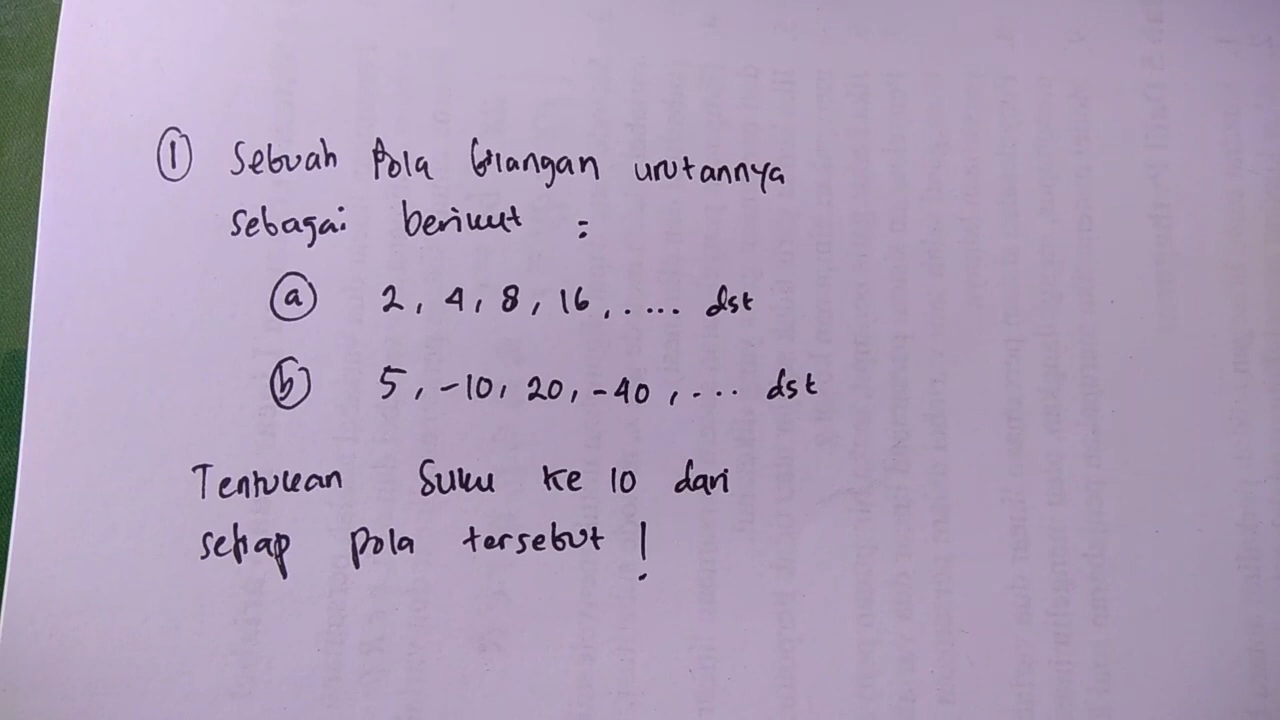 ① Sebuah Pola bilangan urutannya
sebagai berikut :
ⓐ 2, 4, 8, 16, ..... dst
ⓑ 5, -10, 20, -40, ... dst
Tentukan Suku ke 10 dari
setiap pola tersebut !